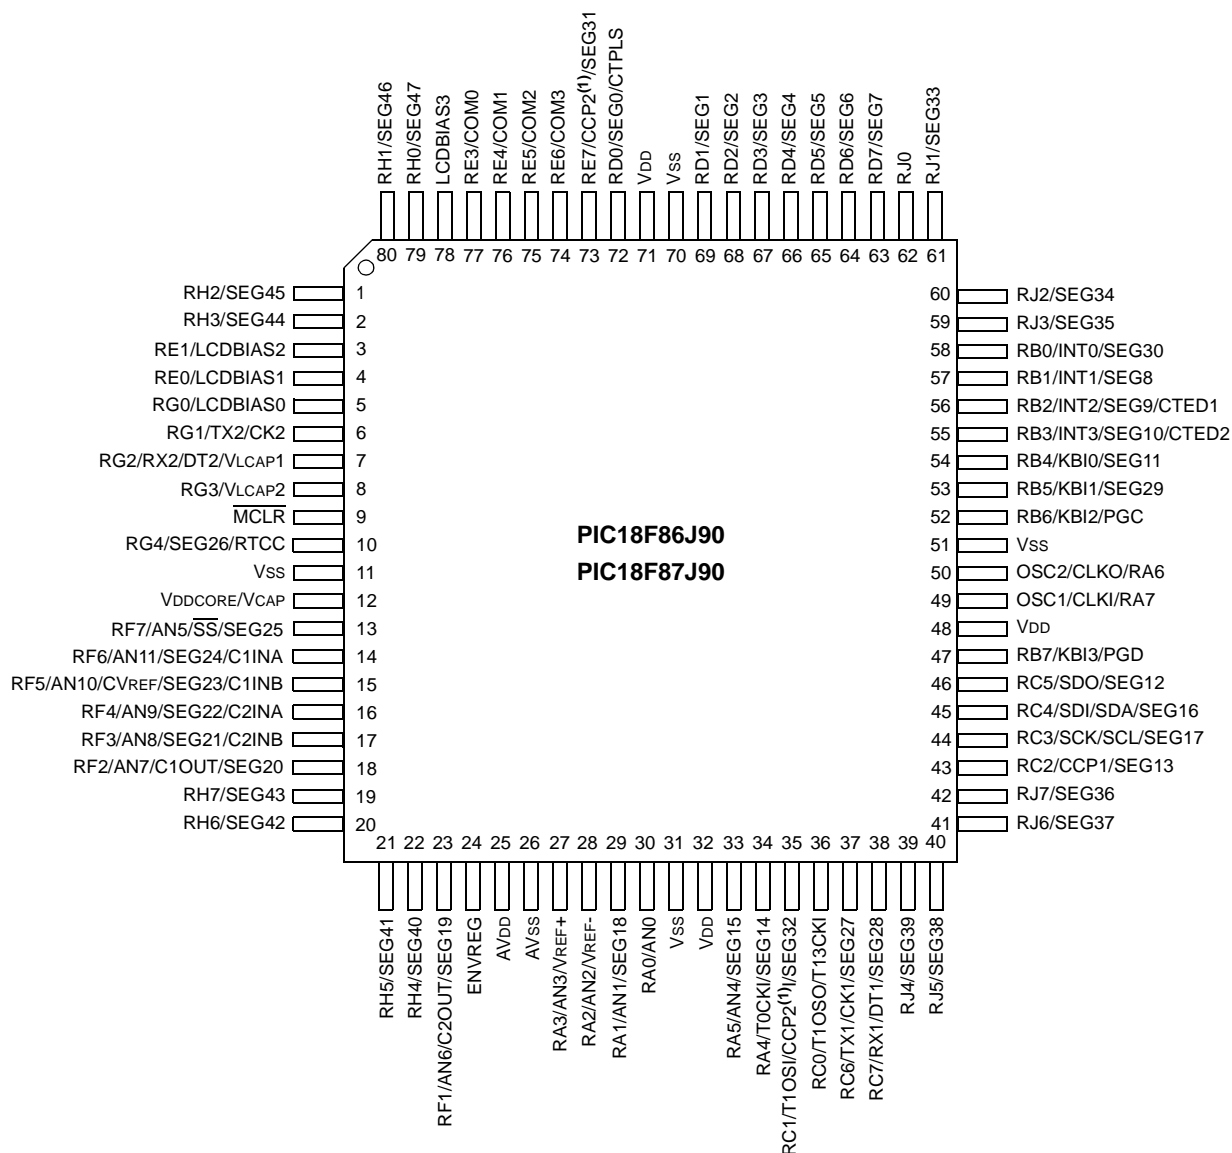 RH1/SEG46
RH0/SEG47
LCDBIAS3
RE3/COM0
RE4/COM1
RE5/COM2
RE6/COM3
RE7/CCP2(1)/SEG31
RD0/SEG0/CTPLS
VDD
VSS
RD1/SEG1
RD2/SEG2
RD3/SEG3
RD4/SEG4
RD5/SEG5
RD6/SEG6
RD7/SEG7
RJ0
RJ1/SEG33
80 79 78 77 76 75 74 73 72 71 70 69 68 67 66 65 64 63 62 61
RH2/SEG45 1
RH3/SEG44 2
RE1/LCDBIAS2 3
RE0/LCDBIAS1 4
RG0/LCDBIAS0 5
RG1/TX2/CK2 6
RG2/RX2/DT2/VLCAP1 7
RG3/VLCAP2 8
MCLR 9
RG4/SEG26/RTCC 10
VSS 11
VDDCORE/VCAP 12
RF7/AN5/SS/SEG25 13
RF6/AN11/SEG24/C1INA 14
RF5/AN10/CVREF/SEG23/C1INB 15
RF4/AN9/SEG22/C2INA 16
RF3/AN8/SEG21/C2INB 17
RF2/AN7/C1OUT/SEG20 18
RH7/SEG43 19
RH6/SEG42 20
PIC18F86J90
PIC18F87J90
60 RJ2/SEG34
59 RJ3/SEG35
58 RB0/INT0/SEG30
57 RB1/INT1/SEG8
56 RB2/INT2/SEG9/CTED1
55 RB3/INT3/SEG10/CTED2
54 RB4/KBI0/SEG11
53 RB5/KBI1/SEG29
52 RB6/KBI2/PGC
51 VSS
50 OSC2/CLKO/RA6
49 OSC1/CLKI/RA7
48 VDD
47 RB7/KBI3/PGD
46 RC5/SDO/SEG12
45 RC4/SDI/SDA/SEG16
44 RC3/SCK/SCL/SEG17
43 RC2/CCP1/SEG13
42 RJ7/SEG36
41 RJ6/SEG37
21 22 23 24 25 26 27 28 29 30 31 32 33 34 35 36 37 38 39 40
RH5/SEG41
RH4/SEG40
RF1/AN6/C2OUT/SEG19
ENVREG
AVDD
AVSS
RA3/AN3/VREF+
RA2/AN2/VREF-
RA1/AN1/SEG18
RA0/AN0
VSS
VDD
RA5/AN4/SEG15
RA4/T0CKI/SEG14
RC1/T1OSI/CCP2(1)I/SEG32
RC0/T1OSO/T13CKI
RC6/TX1/CK1/SEG27
RC7/RX1/DT1/SEG28
RJ4/SEG39
RJ5/SEG38